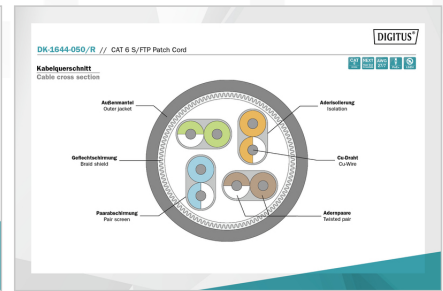 DIGITUS®
DK-1644-050/R // CAT 6 S/FTP Patch Cord
Kabelquerschnitt
Cable cross section
Außenmantel
Outer jacket
Aderisolierung
Isolation
Geflechtschirmung
Braid shield
Cu-Draht
Cu-Wire
Paarabschirmung
Pair screen
Adernpaare
Twisted pair